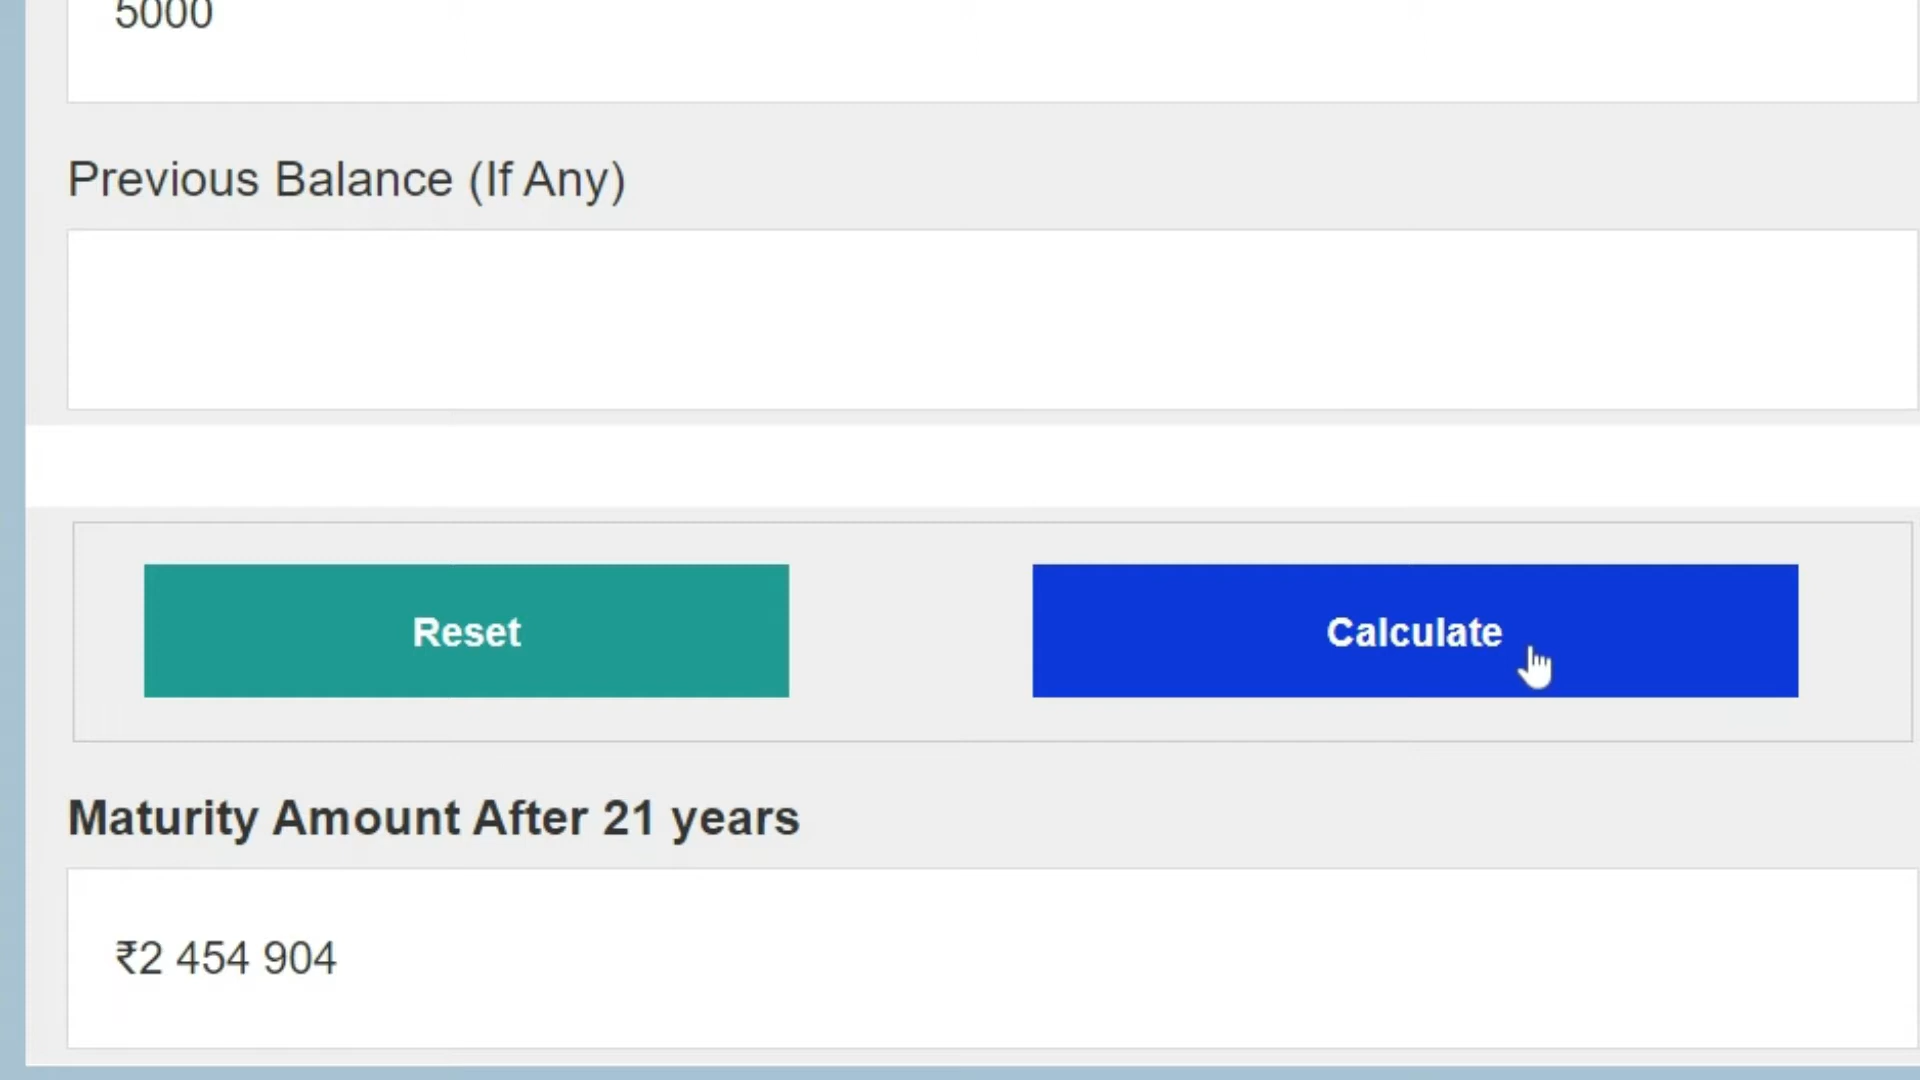 5000
Previous Balance (If Any)
Reset
Calculate
Maturity Amount After 21 years
₹2 454 904